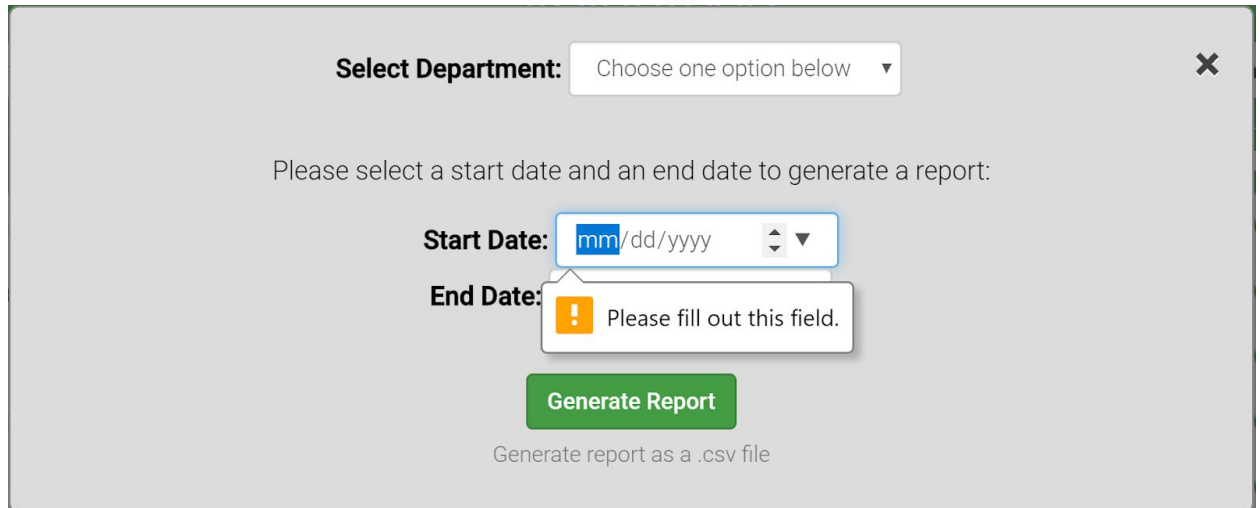 Select Department: Choose one option below
Please select a start date and an end date to generate a report:
Start Date: mm/dd/yyyy
End Date:
! Please fill out this field.
Generate Report
Generate report as a .csv file